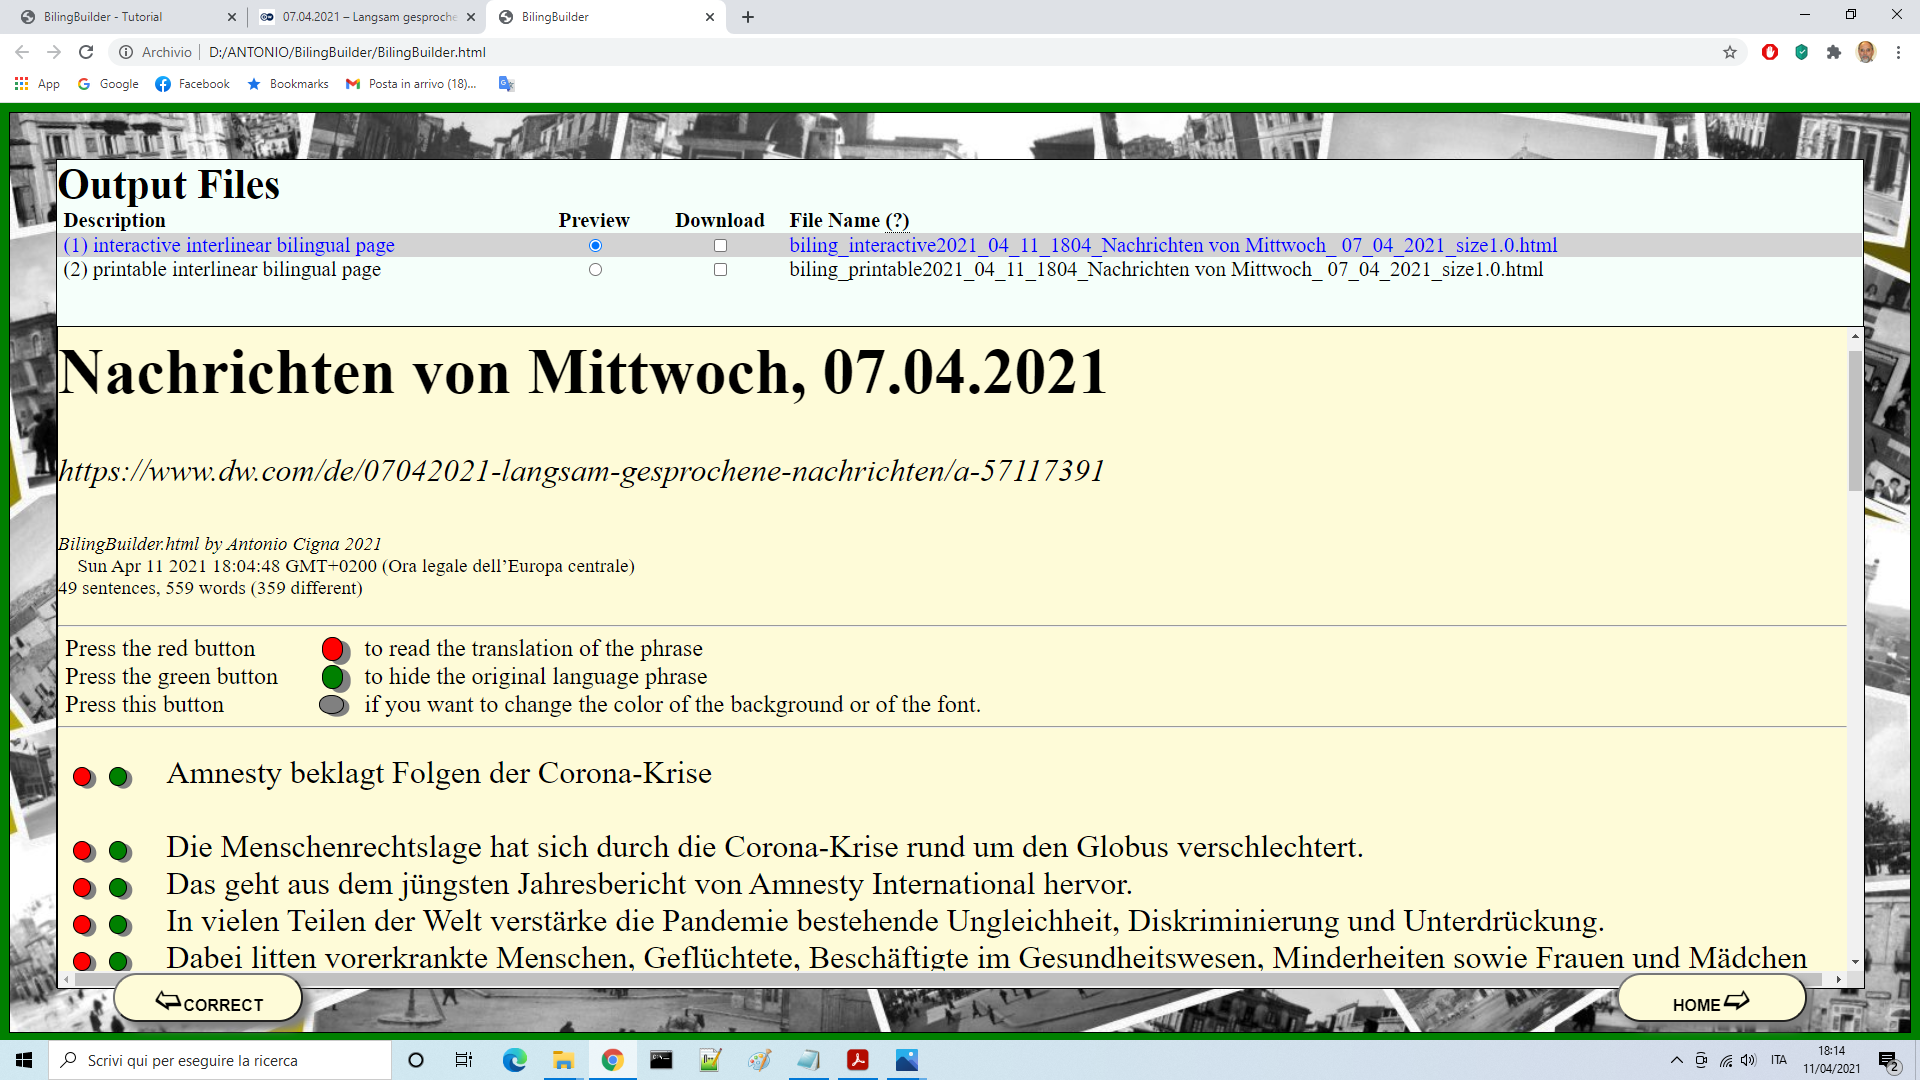 BilingBuilder - Tutorial
07.04.2021 – Langsam gesproche
BilingBuilder
Archivio
D:/ANTONIO/BilingBuilder/BilingBuilder.html
App
Google
Facebook
Bookmarks
Posta in arrivo (18)...
Output Files
Description Preview Download File Name (?)
(1) interactive interlinear bilingual page biling_interactive2021_04_11_1804_Nachrichten von Mittwoch_ 07_04_2021_size1.0.html
(2) printable interlinear bilingual page biling_printable2021_04_11_1804_Nachrichten von Mittwoch_ 07_04_2021_size1.0.html
Nachrichten von Mittwoch, 07.04.2021
https://www.dw.com/de/07042021-langsam-gesprochene-nachrichten/a-57117391
BilingBuilder.html by Antonio Cigna 2021
Sun Apr 11 2021 18:04:48 GMT+0200 (Ora legale dell’Europa centrale)
49 sentences, 559 words (359 different)
Press the red button to read the translation of the phrase
Press the green button to hide the original language phrase
Press this button if you want to change the color of the background or of the font.
Amnesty beklagt Folgen der Corona-Krise
Die Menschenrechtslage hat sich durch die Corona-Krise rund um den Globus verschlechtert.
Das geht aus dem jüngsten Jahresbericht von Amnesty International hervor.
In vielen Teilen der Welt verstärke die Pandemie bestehende Ungleichheit, Diskriminierung und Unterdrückung.
Dabei litten vorerkrankte Menschen, Geflüchtete, Beschäftigte im Gesundheitswesen, Minderheiten sowie Frauen und Mädchen
CORRECT
HOME
Scrivi qui per eseguire la ricerca
ITA
18:14
11/04/2021
2